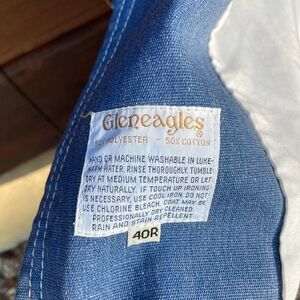 Gleneagles ®
50% POLYESTER - 50% COTTON
HAND OR MACHINE WASHABLE IN LUKE-
WARM WATER. RINSE THOROUGHLY. TUMBLE
DRY AT MEDIUM TEMPERATURE OR LET
DRY NATURALLY. IF TOUCH UP IRONING
IS NECESSARY, USE COOL IRON. DO NOT
USE CHLORINE BLEACH. COAT MAY BE
PROFESSIONALLY DRY CLEANED.
RAIN AND STAIN REPELLENT
40R